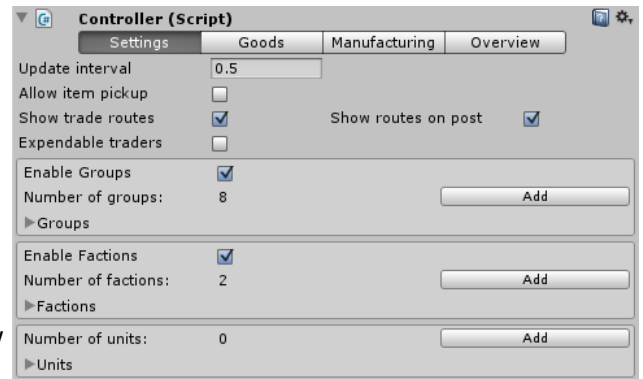 Controller (Script)
Settings Goods Manufacturing Overview
Update interval 0.5
Allow item pickup
Show trade routes Show routes on post
Expendable traders
Enable Groups
Number of groups: 8 Add
Groups
Enable Factions
Number of factions: 2 Add
Factions
Number of units: 0 Add
Units